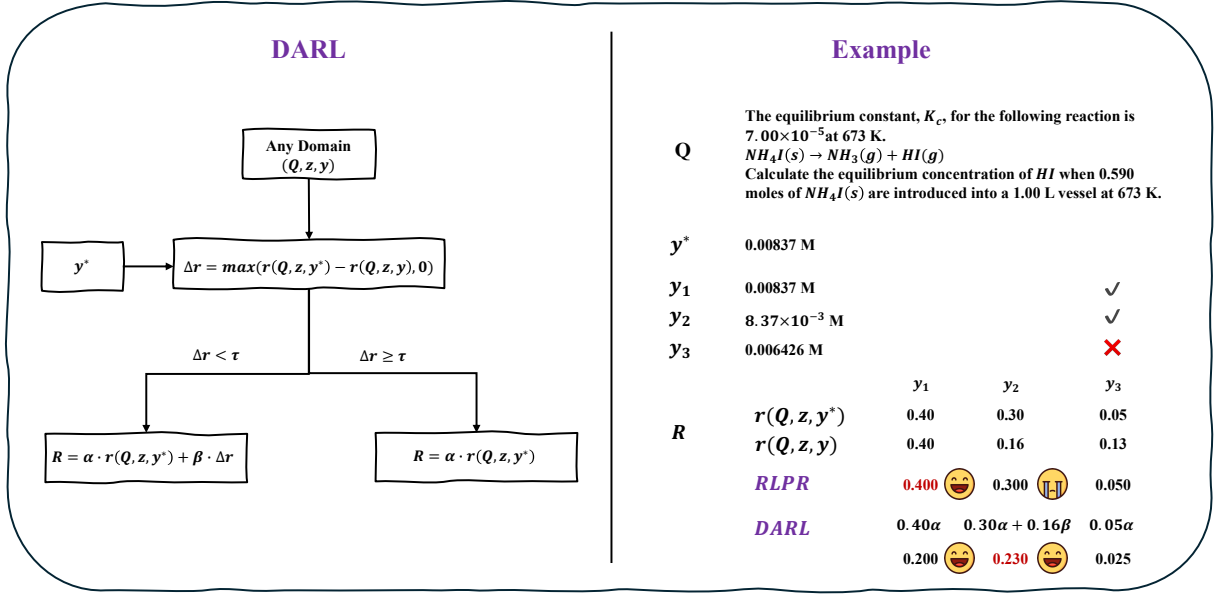 DARL
Any Domain
(Q, z, y)
y*
Δr = max(r(Q, z, y*) − r(Q, z, y), 0)
Δr < τ
Δr ≥ τ
R = α · r(Q, z, y*) + β · Δr
R = α · r(Q, z, y*)
Example
Q
The equilibrium constant, K_c, for the following reaction is
7.00×10⁻⁵ at 673 K.
NH₄I(s) → NH₃(g) + HI(g)
Calculate the equilibrium concentration of HI when 0.590
moles of NH₄I(s) are introduced into a 1.00 L vessel at 673 K.
y* 0.00837 M
y₁ 0.00837 M ✓
y₂ 8.37×10⁻³ M ✓
y₃ 0.006426 M ✕
y₁ y₂ y₃
R
r(Q, z, y*) 0.40 0.30 0.05
r(Q, z, y) 0.40 0.16 0.13
RLPR 0.400 0.300 0.050
DARL 0.40α 0.30α + 0.16β 0.05α
0.200 0.230 0.025